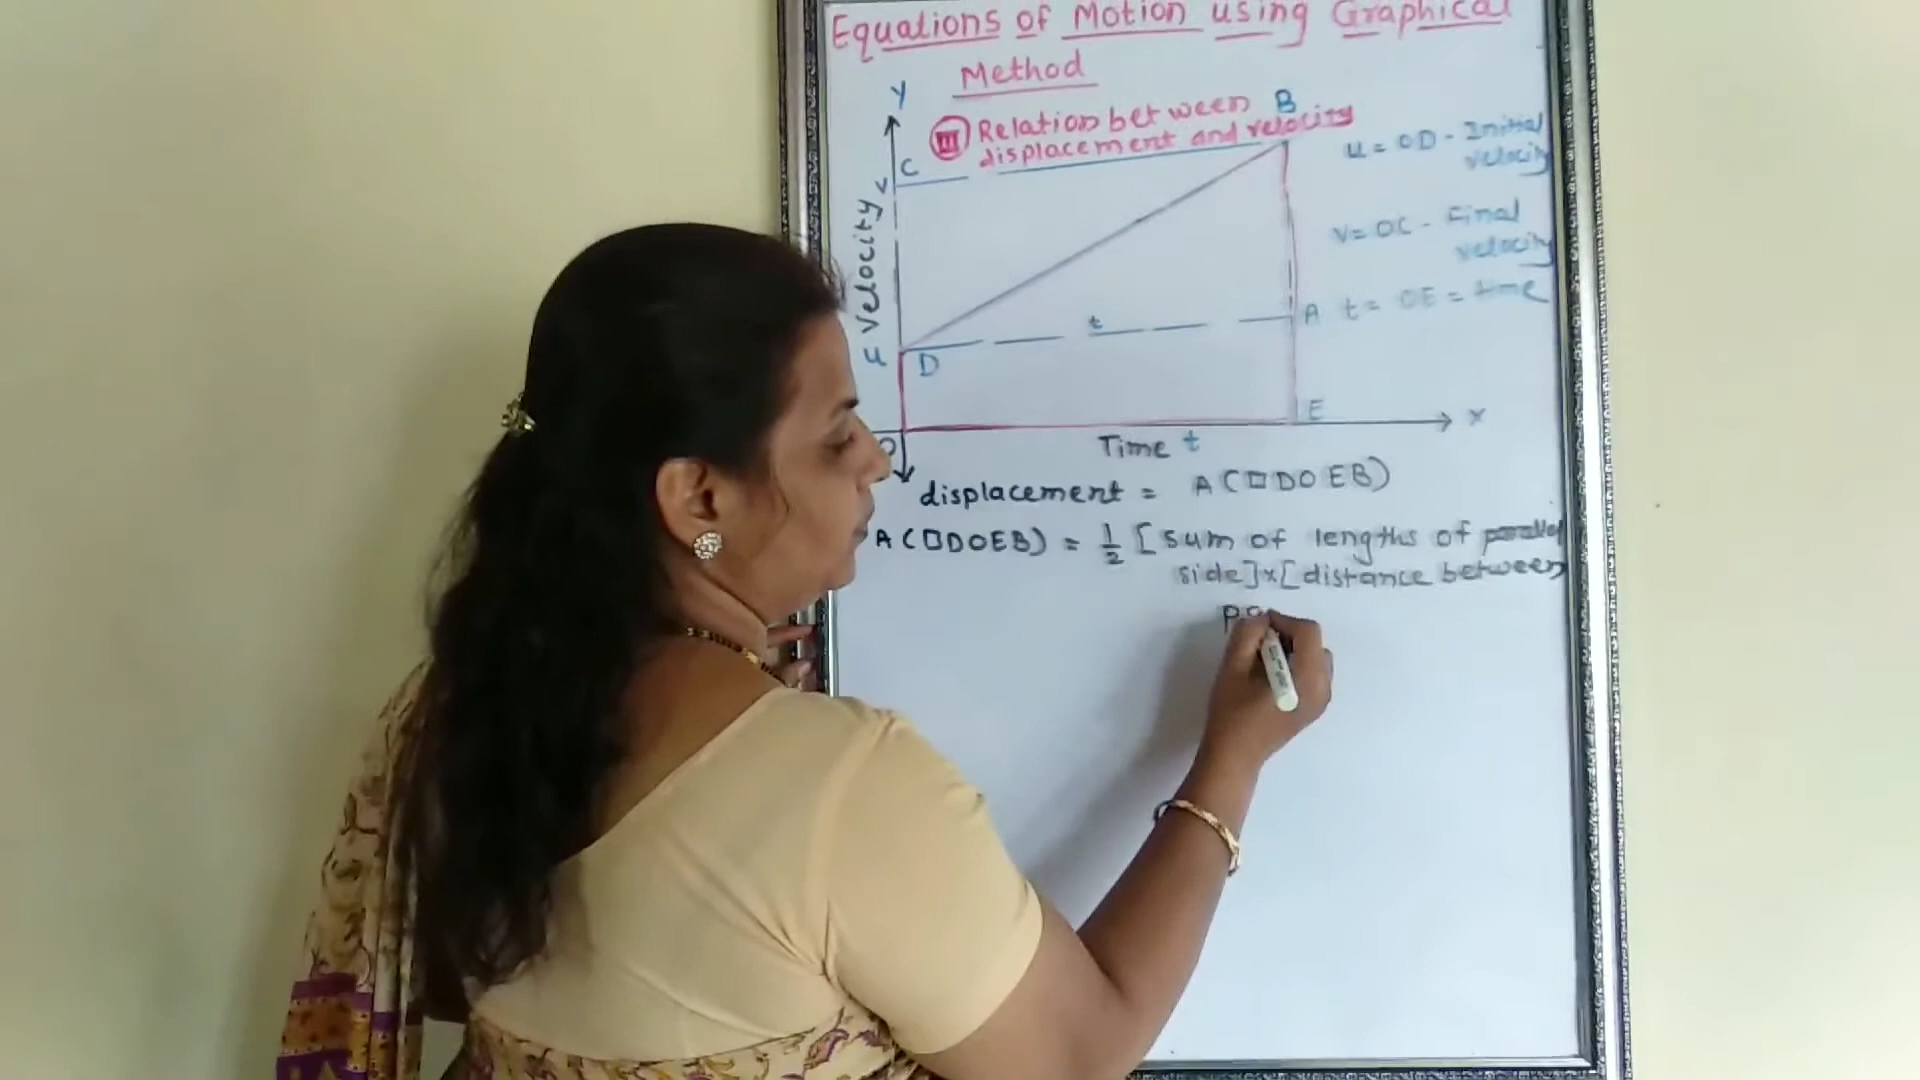 Equations of Motion using Graphical
Method
Y
III Relation between
displacement and velocity
B
C
v
u = OD - Initial
velocity
v = OC - Final
velocity
Velocity
t
A
t = OE = time
u
D
E
X
O
Time t
displacement = A(□DOEB)
A(□DOEB) = 1/2 [sum of lengths of parallel
side]x[distance between
pa